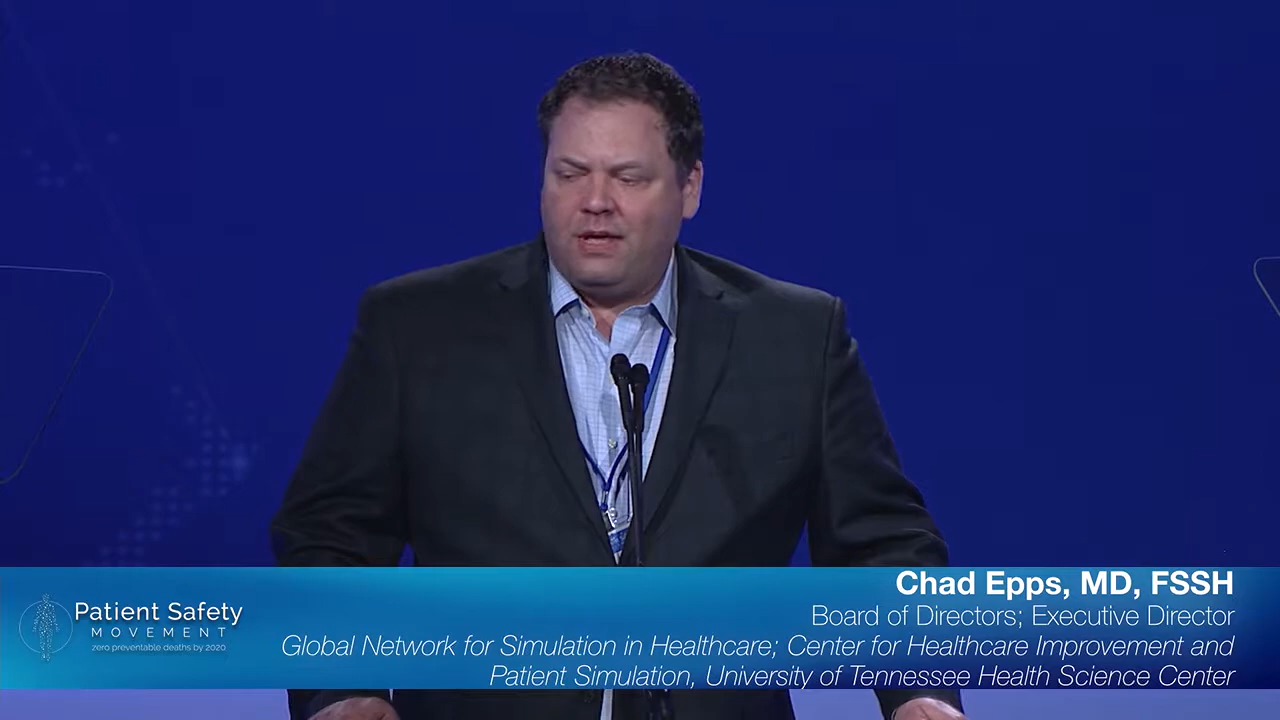 Chad Epps, MD, FSSH
Board of Directors; Executive Director
Global Network for Simulation in Healthcare; Center for Healthcare Improvement and
Patient Simulation, University of Tennessee Health Science Center
Patient Safety
MOVEMENT
zero preventable deaths by 2020